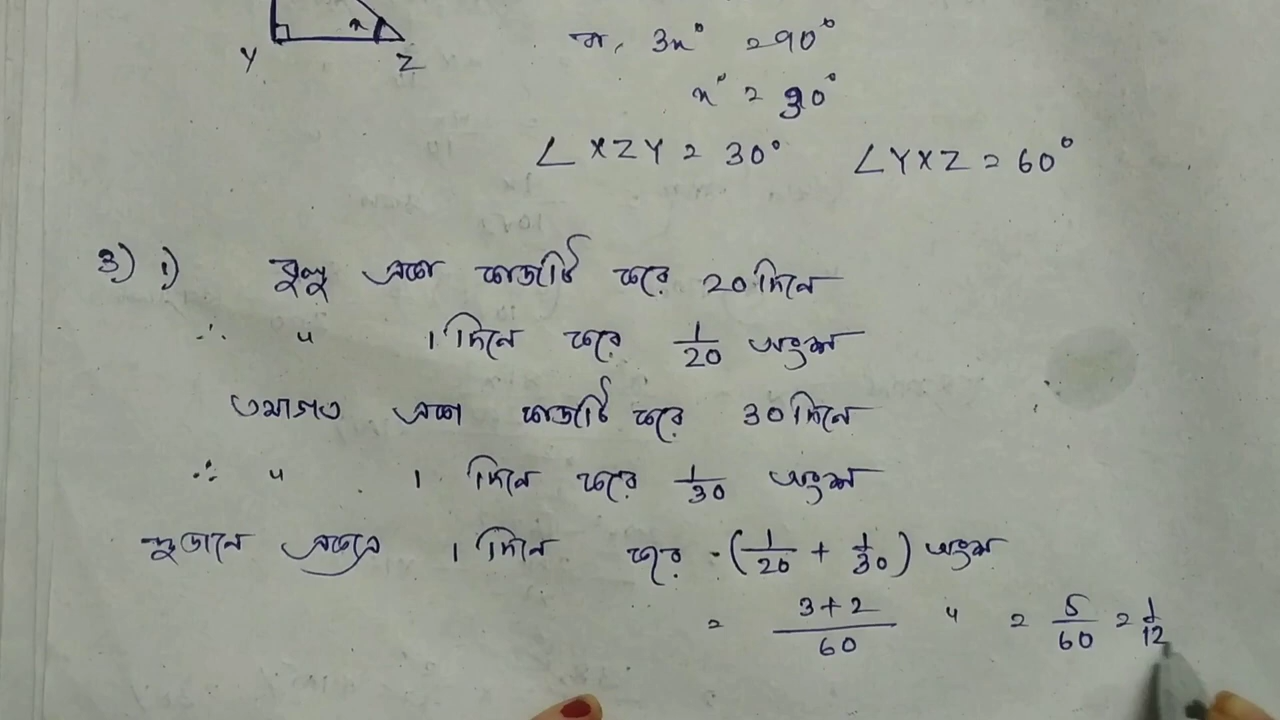 x
Y Z
বা, 3x° = 90°
x° = 30°
∠XZY = 30° ∠YXZ = 60°
3) i) বুলু একা কাজটি করে 20 দিনে
∴ " 1 দিনে করে 1/20 অংশ
তমাগত একা কাজটি করে 30 দিনে
∴ " 1 দিনে করে 1/30 অংশ
দুজনে একত্রে 1 দিনে করে (1/20 + 1/30) অংশ
= 3+2/60 " = 5/60 = 1/12